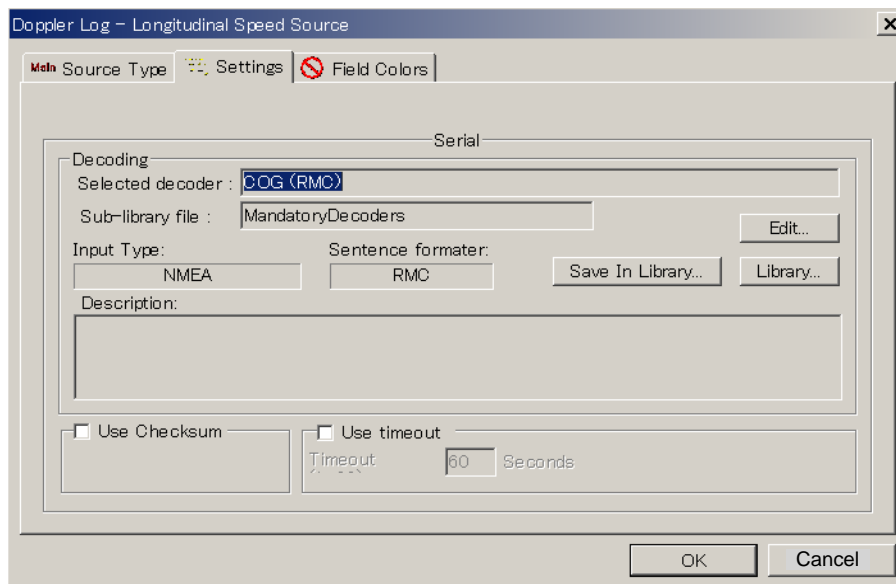 Doppler Log - Longitudinal Speed Source
Main Source Type Settings Field Colors
Serial
Decoding
Selected decoder : COG (RMC)
Sub-library file : MandatoryDecoders
Edit...
Input Type: Sentence formater:
NMEA RMC Save In Library... Library...
Description:
Use Checksum Use timeout
Timeout 60 Seconds
OK Cancel